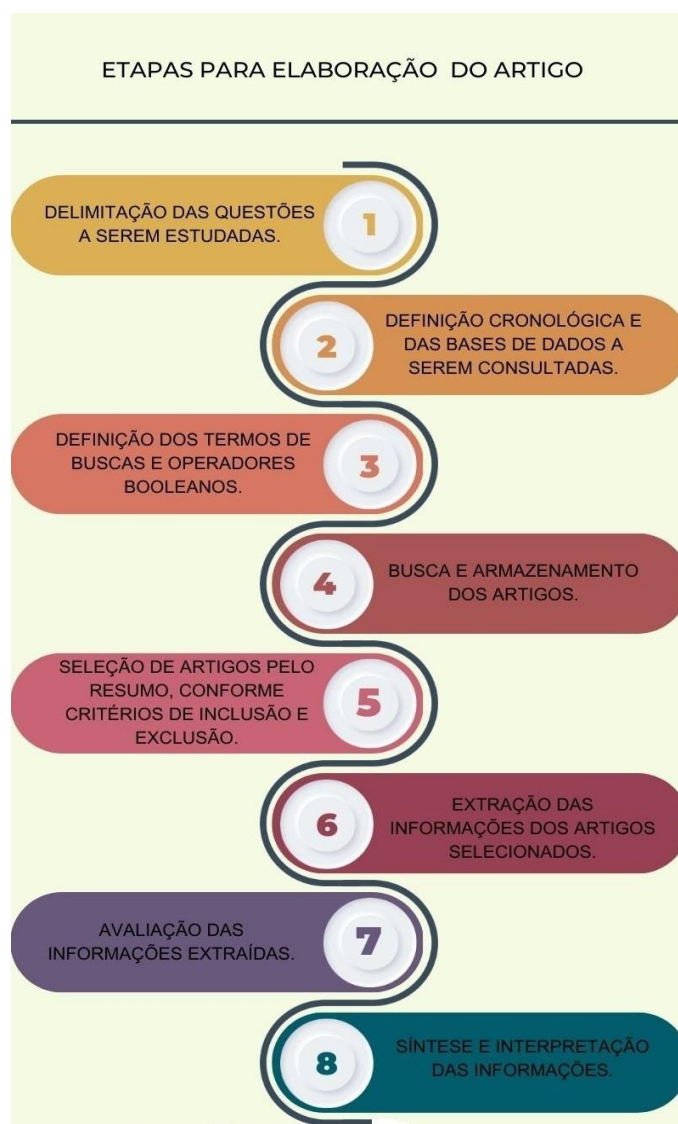 ETAPAS PARA ELABORAÇÃO DO ARTIGO
DELIMITAÇÃO DAS QUESTÕES
A SEREM ESTUDADAS.
1
2
DEFINIÇÃO CRONOLÓGICA E
DAS BASES DE DADOS A
SEREM CONSULTADAS.
DEFINIÇÃO DOS TERMOS DE
BUSCAS E OPERADORES
BOOLEANOS.
3
4
BUSCA E ARMAZENAMENTO
DOS ARTIGOS.
SELEÇÃO DE ARTIGOS PELO
RESUMO, CONFORME
CRITÉRIOS DE INCLUSÃO E
EXCLUSÃO.
5
6
EXTRAÇÃO DAS
INFORMAÇÕES DOS ARTIGOS
SELECIONADOS.
AVALIAÇÃO DAS
INFORMAÇÕES EXTRAÍDAS.
7
8
SÍNTESE E INTERPRETAÇÃO
DAS INFORMAÇÕES.